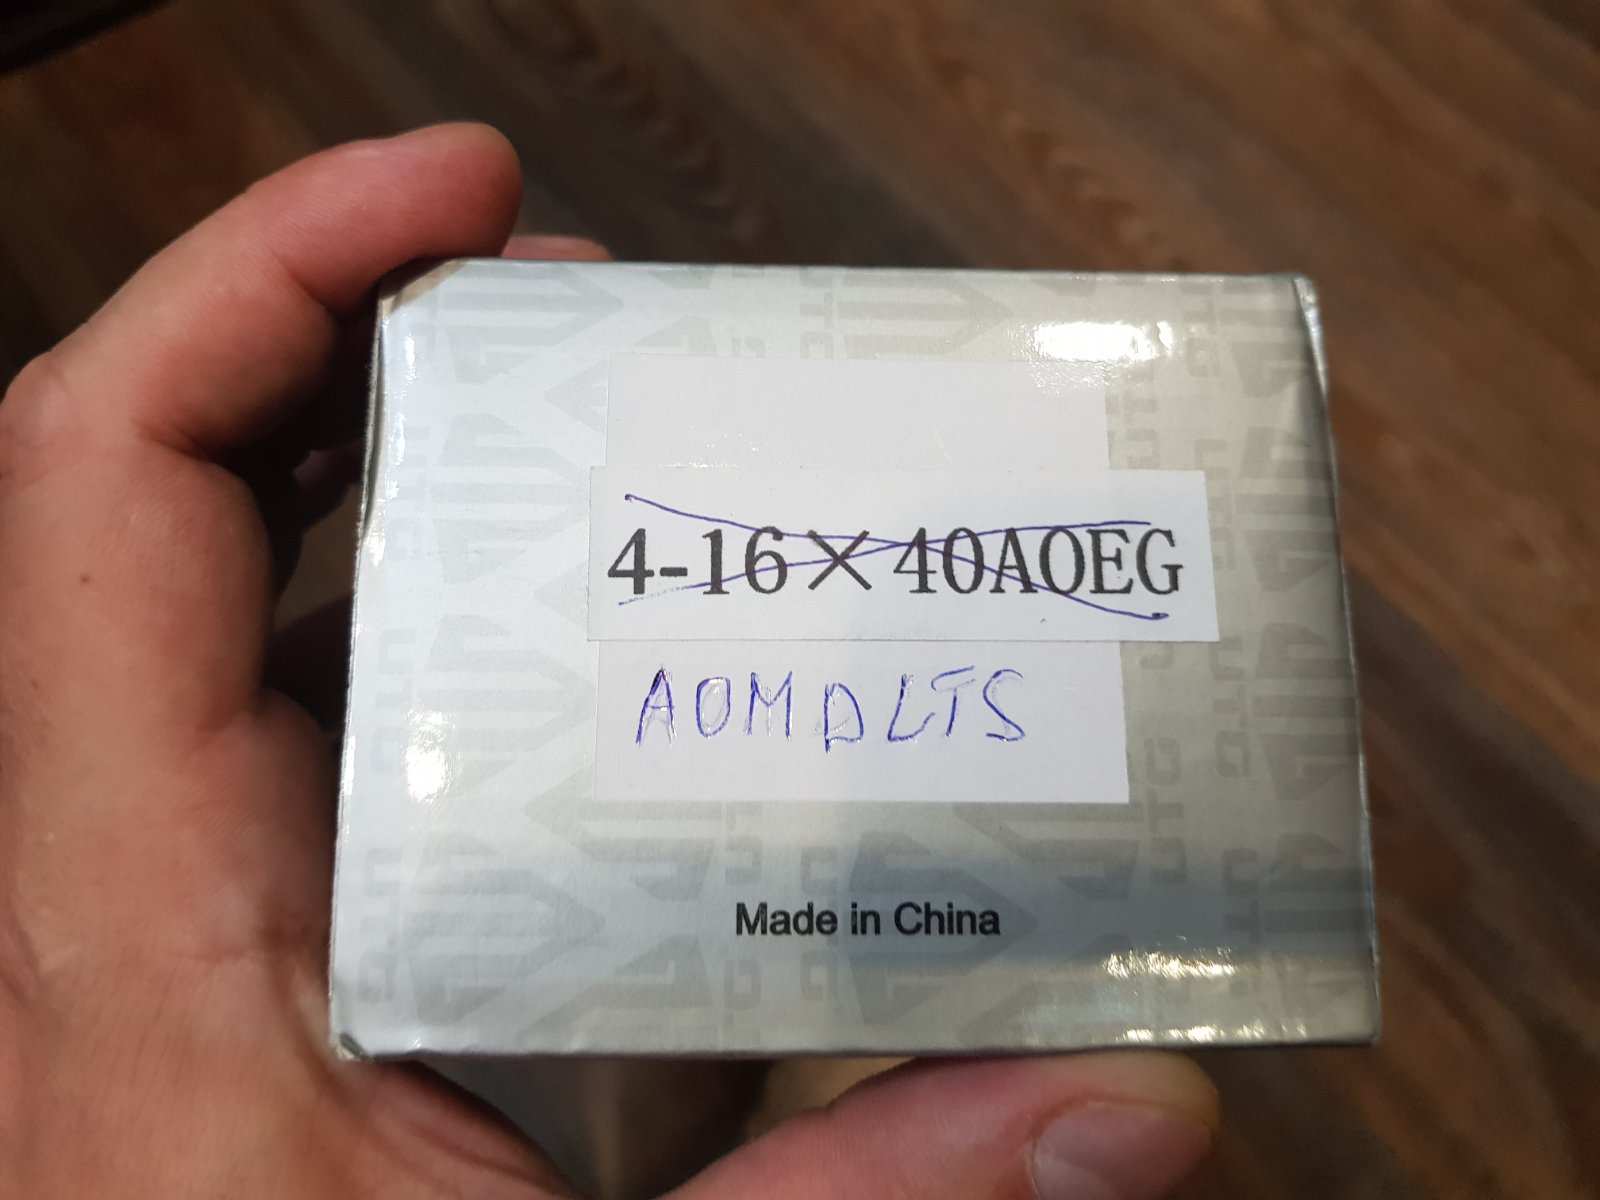 4-16×40AOEG
AOMDLTS
Made in China